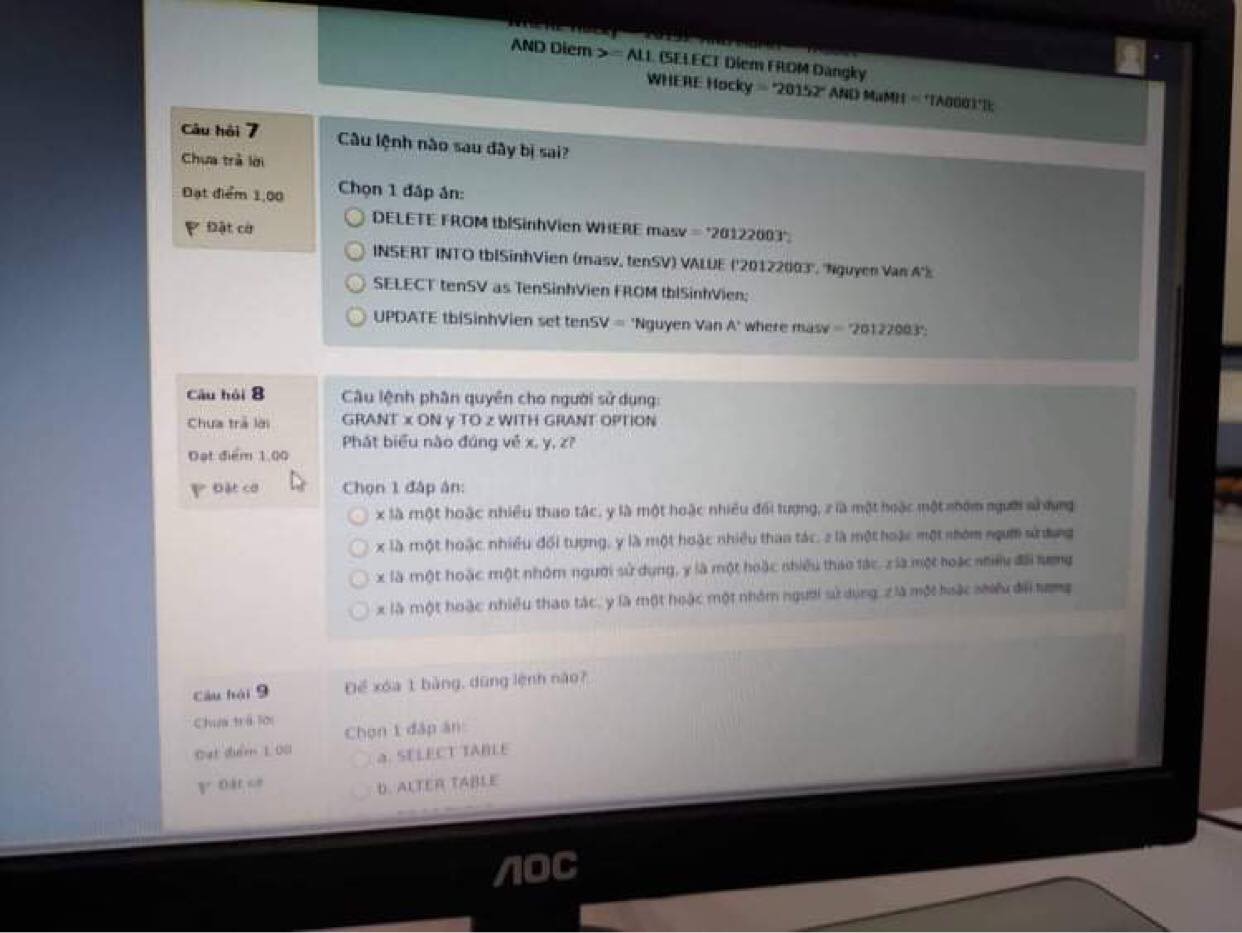 AND Diem >= ALL (SELECT Diem FROM Dangky
WHERE Hocky = '20152' AND MaMH = 'TA0001');
Câu hỏi 7
Chưa trả lời
Đạt điểm 1,00
Đặt cờ
Câu lệnh nào sau đây bị sai?
Chọn 1 đáp án:
DELETE FROM tblSinhVien WHERE masv = '20122003';
INSERT INTO tblSinhVien (masv, tenSV) VALUE ('20122003', 'Nguyen Van A');
SELECT tenSV as TenSinhVien FROM tblSinhVien;
UPDATE tblSinhVien set tenSV = 'Nguyen Van A' where masv = '20122003';
Câu hỏi 8
Chưa trả lời
Đạt điểm 1,00
Đặt cờ
Câu lệnh phân quyền cho người sử dụng:
GRANT x ON y TO z WITH GRANT OPTION
Phát biểu nào đúng về x, y, z?
Chọn 1 đáp án:
x là một hoặc nhiều thao tác, y là một hoặc nhiều đối tượng, z là một hoặc một nhóm người sử dụng
x là một hoặc nhiều đối tượng, y là một hoặc nhiều thao tác, z là một hoặc một nhóm người sử dụng
x là một hoặc một nhóm người sử dụng, y là một hoặc nhiều thao tác, z là một hoặc nhiều đối tượng
x là một hoặc nhiều thao tác, y là một hoặc một nhóm người sử dụng, z là một hoặc nhiều đối tượng
Câu hỏi 9
Chưa trả lời
Đạt điểm 1,00
Đặt cờ
Để xóa 1 bảng, dùng lệnh nào?
Chọn 1 đáp án:
a. SELECT TABLE
b. ALTER TABLE
AOC